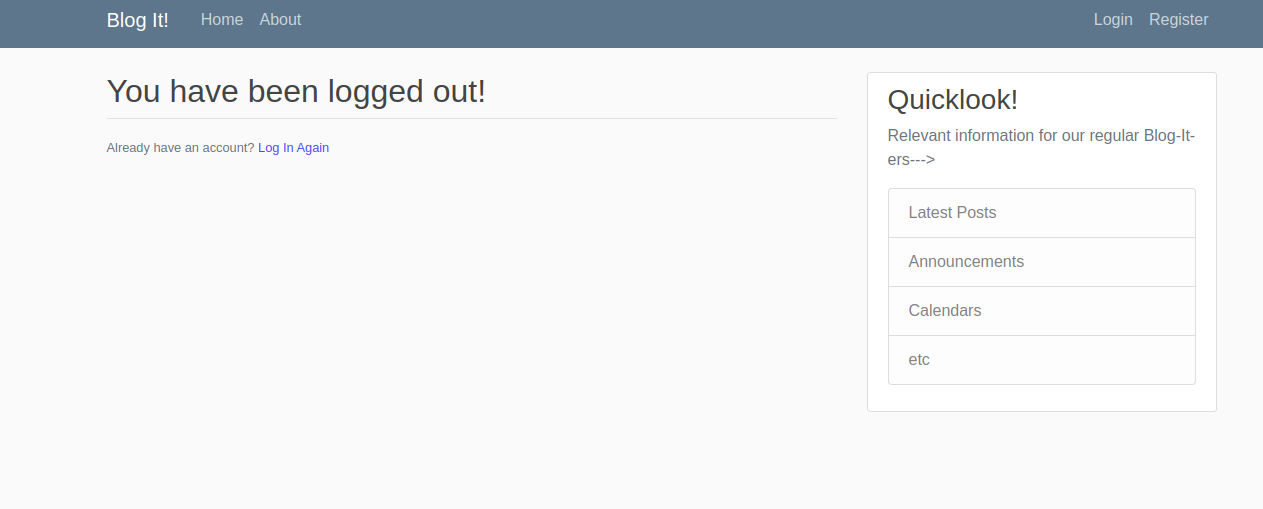 Blog It! Home About Login Register
You have been logged out!
Already have an account? Log In Again
Quicklook!
Relevant information for our regular Blog-It-
ers--->
Latest Posts
Announcements
Calendars
etc